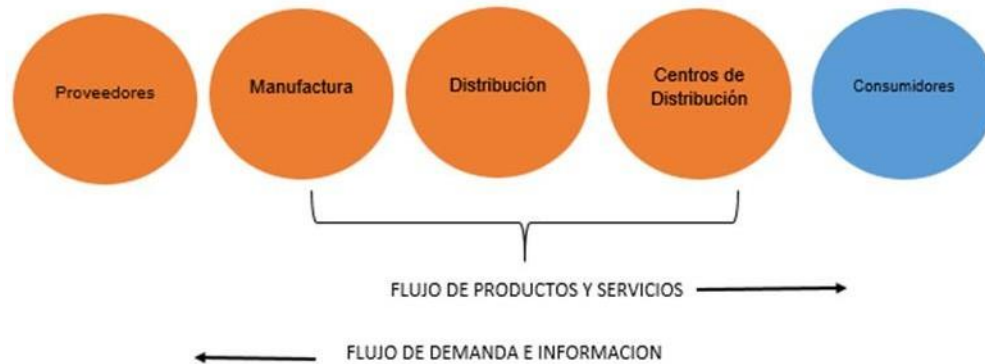 Proveedores
Manufactura
Distribución
Centros de
Distribución
Consumidores
FLUJO DE PRODUCTOS Y SERVICIOS
FLUJO DE DEMANDA E INFORMACION